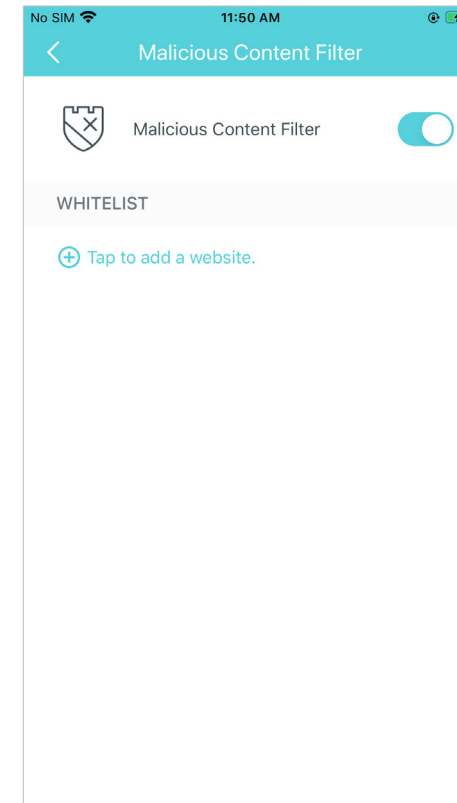 No SIM 11:50 AM
Malicious Content Filter
Malicious Content Filter
WHITELIST
Tap to add a website.